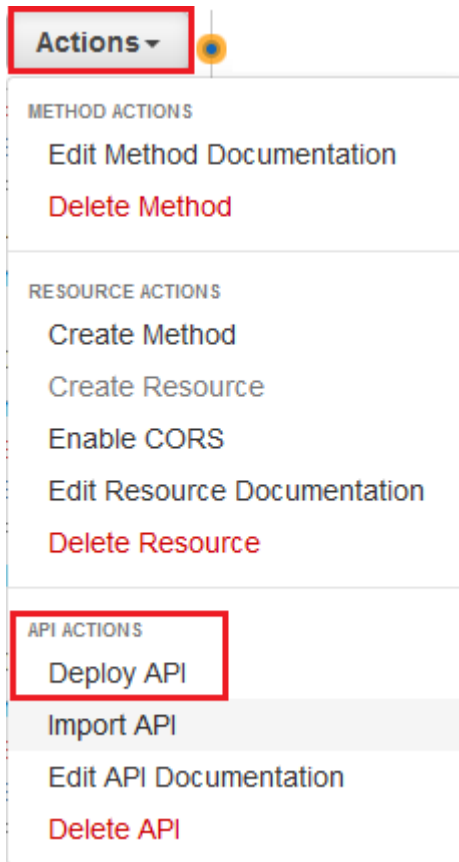 Actions
METHOD ACTIONS
Edit Method Documentation
Delete Method
RESOURCE ACTIONS
Create Method
Create Resource
Enable CORS
Edit Resource Documentation
Delete Resource
API ACTIONS
Deploy API
Import API
Edit API Documentation
Delete API